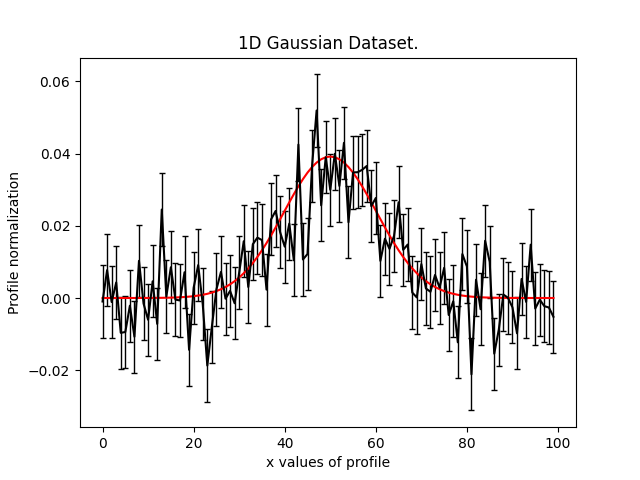 1D Gaussian Dataset.
Profile normalization
0.06
0.04
0.02
0.00
−0.02
0 20 40 60 80 100
x values of profile